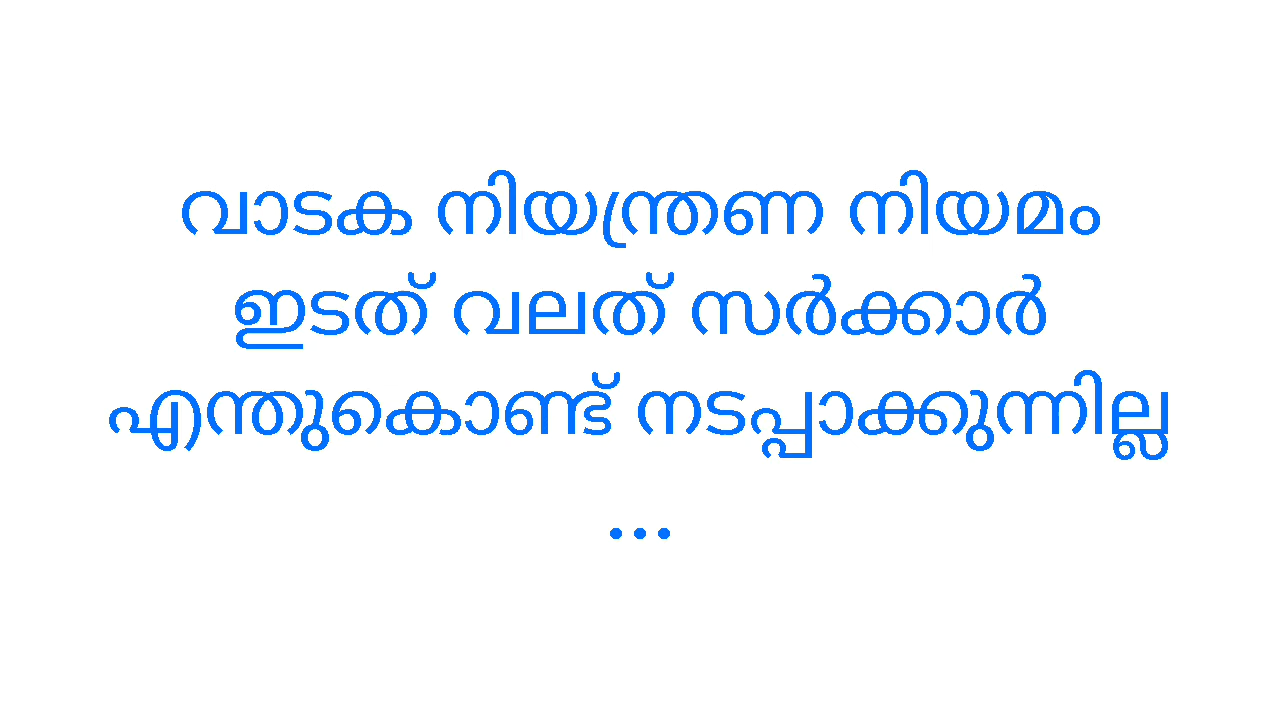 വാടക നിയന്ത്രണ നിയമം
ഇടത് വലത് സർക്കാർ
എന്തുകൊണ്ട് നടപ്പാക്കുന്നില്ല
...